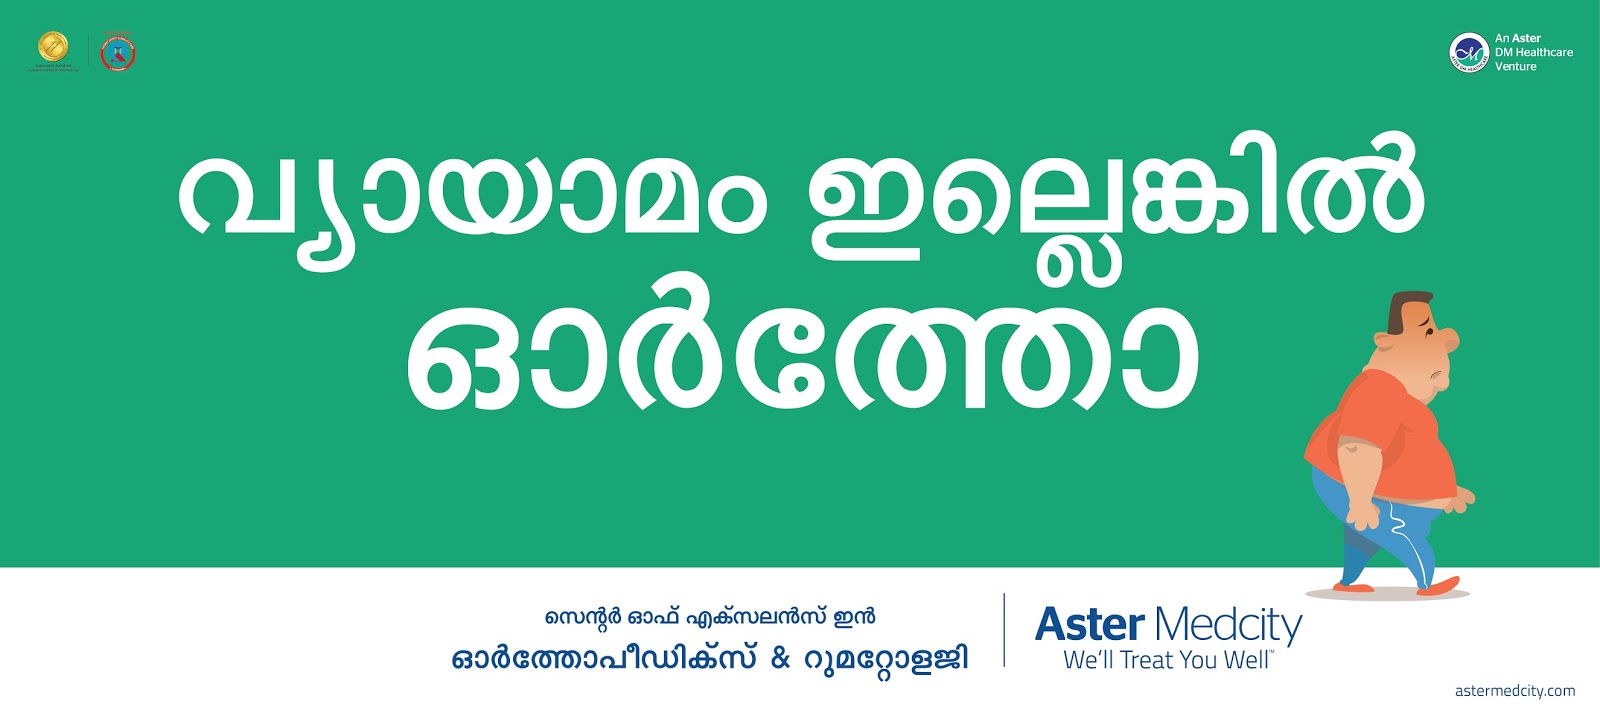 An Aster
DM Healthcare
Venture
വ്യായാമം ഇല്ലെങ്കിൽ
ഓർത്തോ
സെന്റർ ഓഫ് എക്സലൻസ് ഇൻ
ഓർത്തോപീഡിക്സ് & റുമറ്റോളജി
Aster Medcity
We'll Treat You Well™
astermedcity.com